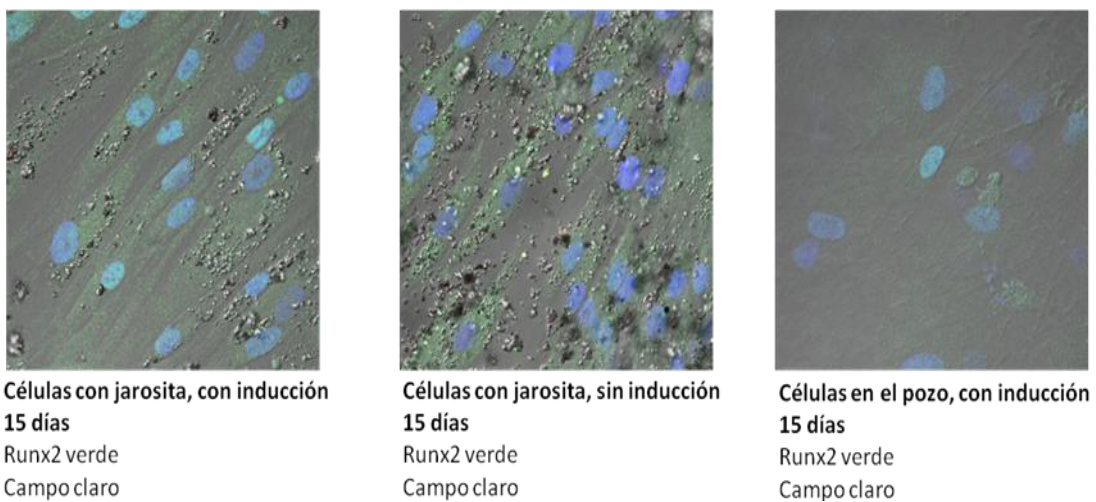 Células con jarosita, con inducción
15 días
Runx2 verde
Campo claro
Células con jarosita, sin inducción
15 días
Runx2 verde
Campo claro
Células en el pozo, con inducción
15 días
Runx2 verde
Campo claro